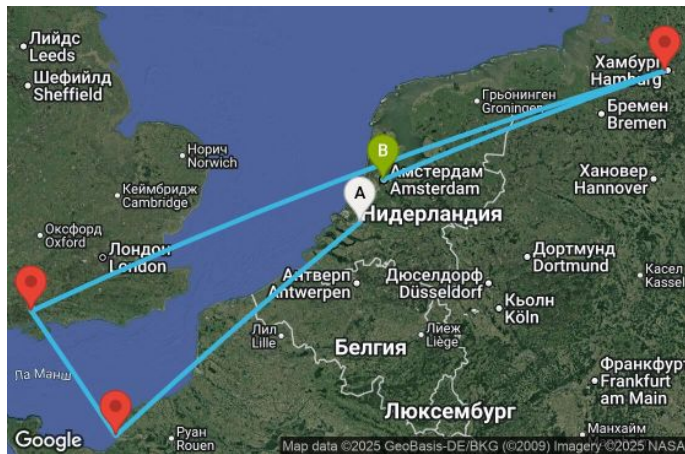 Лийдс
Leeds
Шефийлд
Sheffield
Норич
Norwich
Кеймбридж
Cambridge
Оксфорд
Oxford
Лондон
London
Ла Манш
Руан
Rouen
Лил
Lille
Антверп
Antwerpen
Белгия
Лиеж
Liège
Люксембург
B
Амстердам
Amsterdam
A
Нидерландия
Грьонинген
Groningen
Хамбург
Hamburg
Бремен
Bremen
Хановер
Hannover
Дортмунд
Dortmund
Дюселдорф
Düsseldorf
Кьолн
Köln
Касел
Kassel
Франкфурт
Frankfurt
am Main
Манхайм
Google
Map data ©2025 GeoBasis-DE/BKG (©2009) Imagery ©2025 NASA